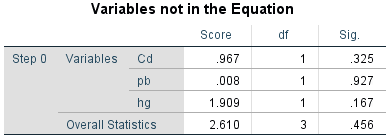 Variables not in the Equation
Score df Sig.
Step 0 Variables Cd .967 1 .325
pb .008 1 .927
hg 1.909 1 .167
Overall Statistics 2.610 3 .456